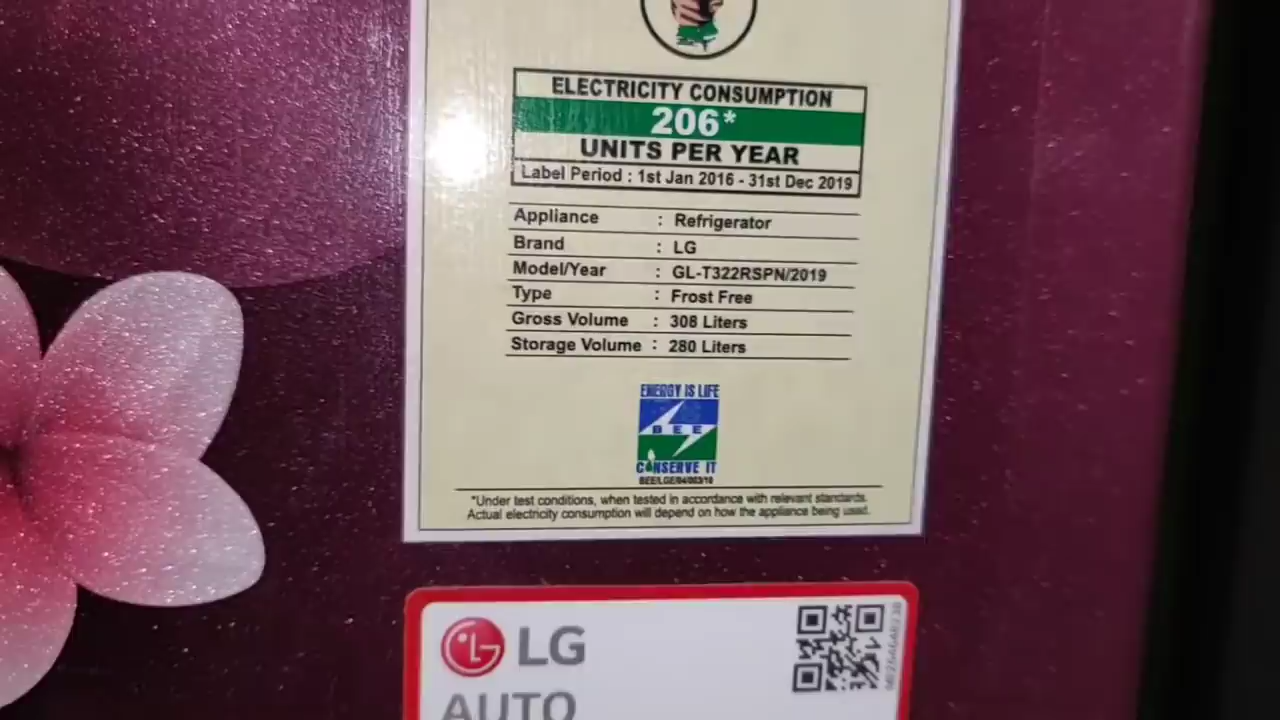 ELECTRICITY CONSUMPTION
206*
UNITS PER YEAR
Label Period : 1st Jan 2016 - 31st Dec 2019
Appliance : Refrigerator
Brand : LG
Model/Year : GL-T322RSPN/2019
Type : Frost Free
Gross Volume : 308 Liters
Storage Volume : 280 Liters
ENERGY IS LIFE
BEE
CONSERVE IT
*Under test conditions, when tested in accordance with relevant standards.
Actual electricity consumption will depend on how the appliance being used.
LG
AUTO